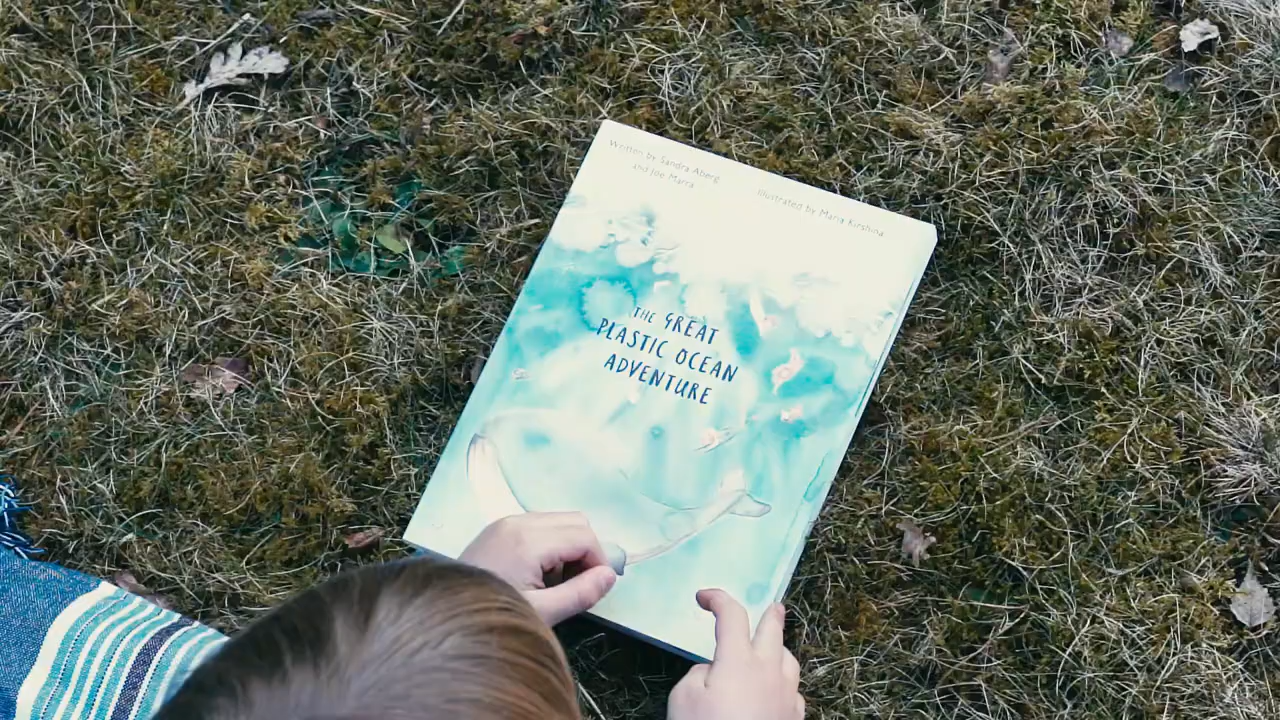 Written by Sandra Aberg
and Joe Marra
Illustrated by Maria Kirshina
THE GREAT
PLASTIC OCEAN
ADVENTURE